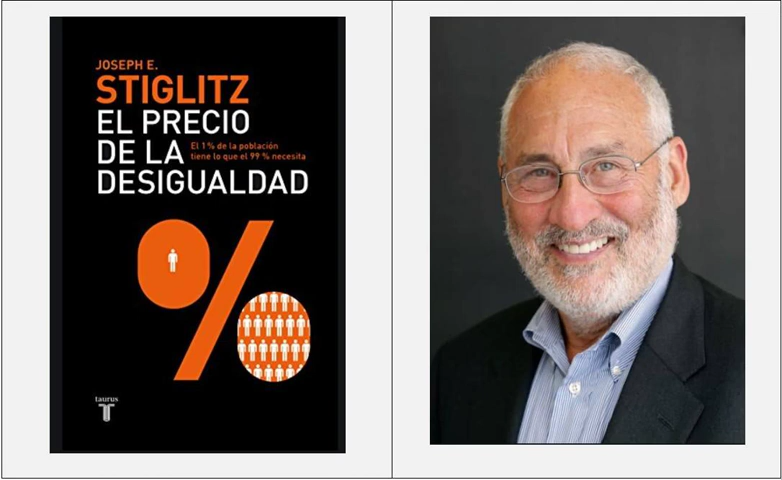 JOSEPH E.
STIGLITZ
EL PRECIO
DE LA
DESIGUALDAD
El 1% de la población
tiene lo que el 99 % necesita
%
taurus
T